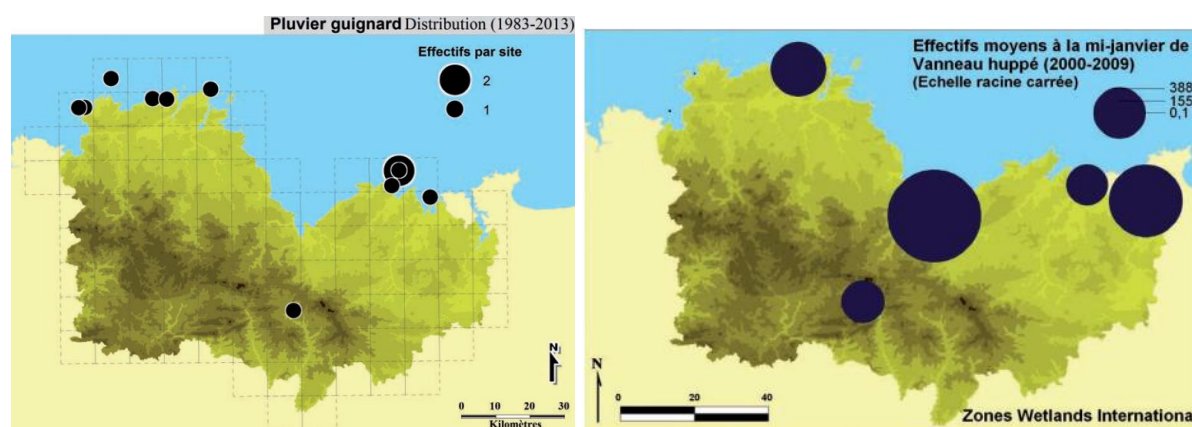 Pluvier guignard Distribution (1983-2013)
Effectifs par site
2
1
N
0 10 20 30
Kilomètres
Effectifs moyens à la mi-janvier de
Vanneau huppé (2000-2009)
(Echelle racine carrée)
388
155
0,1
N
0 20 40
Zones Wetlands Internationa